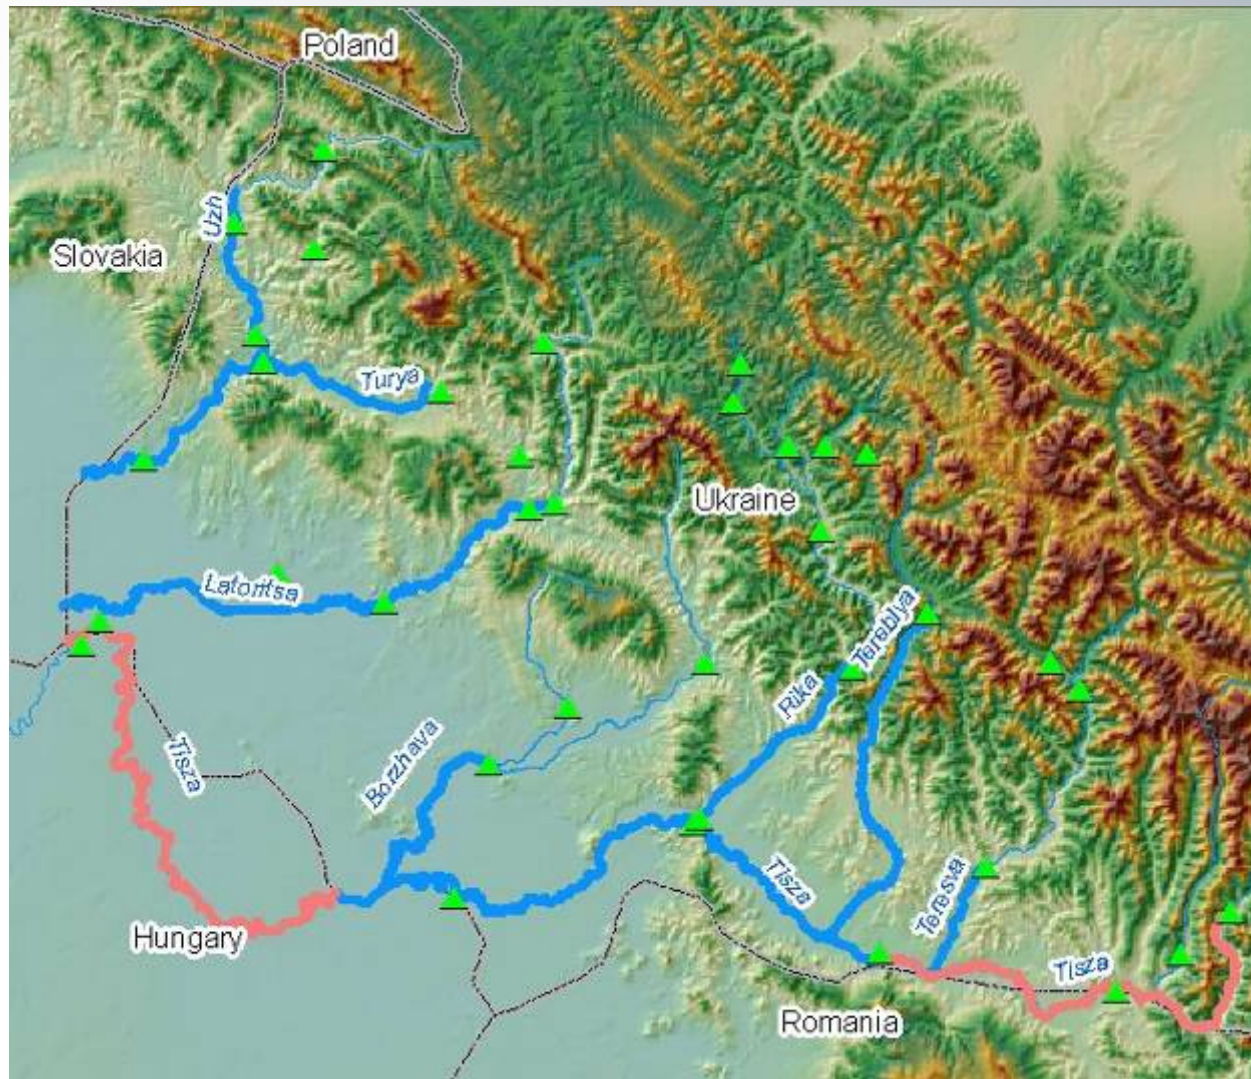 Poland
Uzh
Slovakia
Turya
Ukraine
Latoritsa
Tereblya
Rika
Tisza
Borzhava
Tisza
Teresva
Hungary
Tisza
Romania